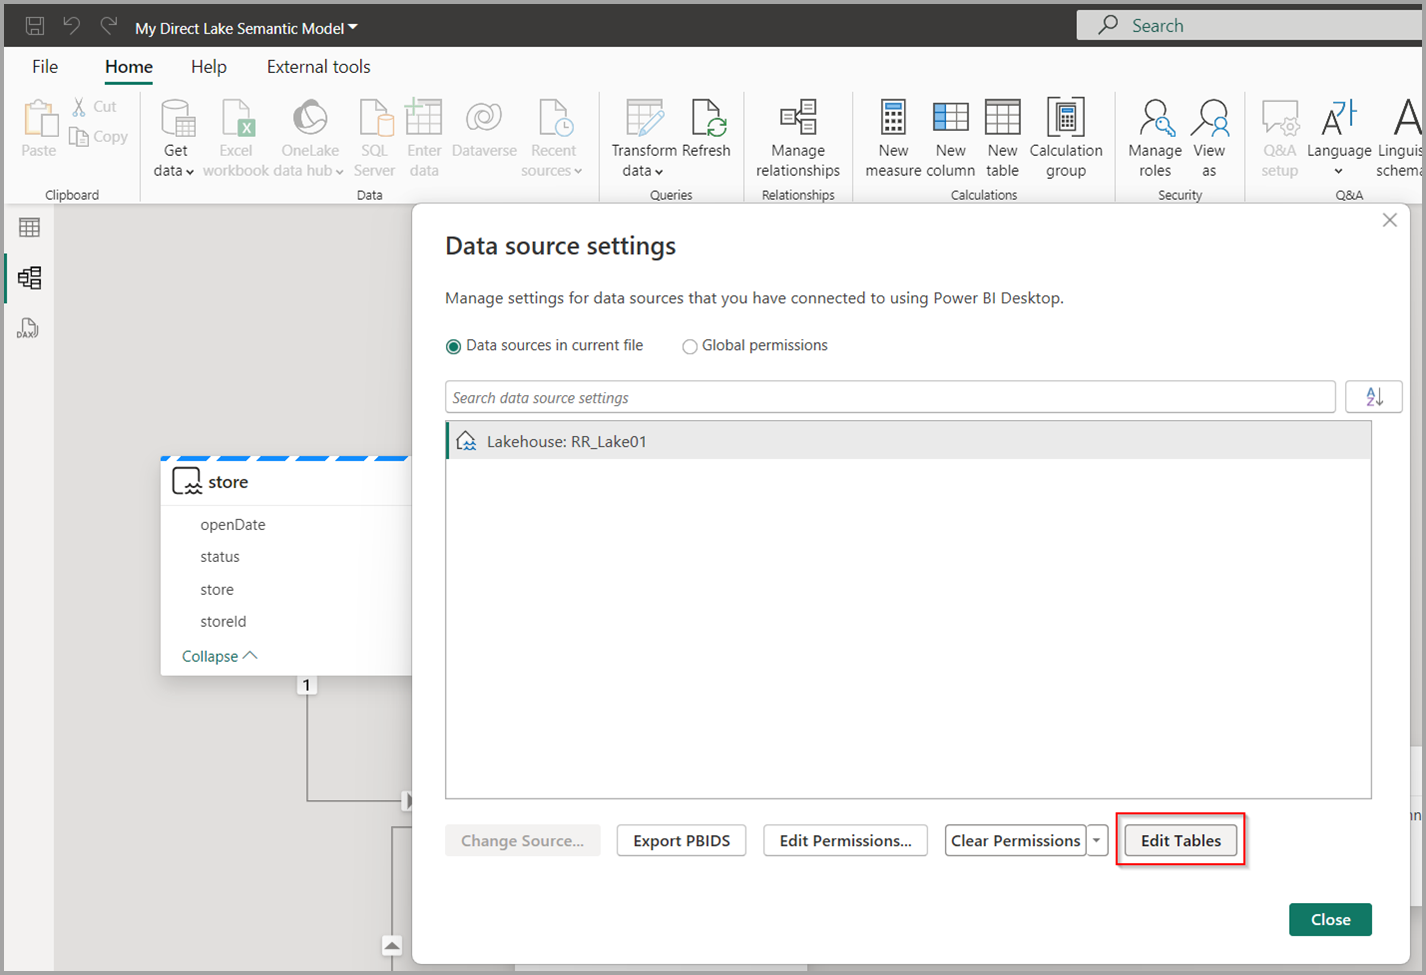 My Direct Lake Semantic Model
Search
File
Home
Help
External tools
Paste
Cut
Copy
Clipboard
Get data
Excel workbook
OneLake data hub
SQL Server
Enter data
Dataverse
Recent sources
Data
Transform data
Refresh
Queries
Manage relationships
Relationships
New measure
New column
New table
Calculation group
Calculations
Manage roles
View as
Security
Q&A setup
Language
Linguis
schema
Q&A
DAX
store
openDate
status
store
storeId
Collapse
1
Data source settings
Manage settings for data sources that you have connected to using Power BI Desktop.
Data sources in current file
Global permissions
Search data source settings
AZ
Lakehouse: RR_Lake01
Change Source...
Export PBIDS
Edit Permissions...
Clear Permissions
Edit Tables
Close